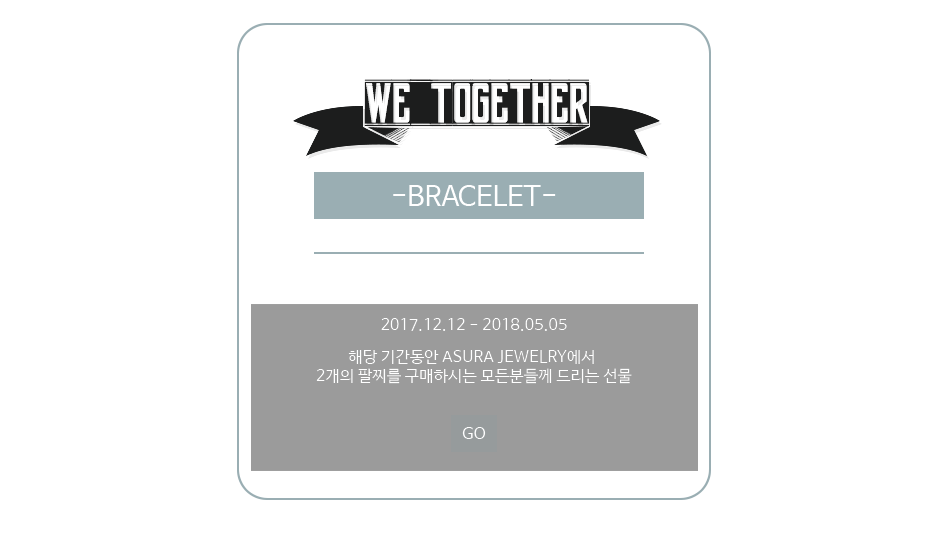 WE TOGETHER
-BRACELET-
2017.12.12 - 2018.05.05
해당 기간동안 ASURA JEWELRY에서
2개의 팔찌를 구매하시는 모든분들께 드리는 선물
GO